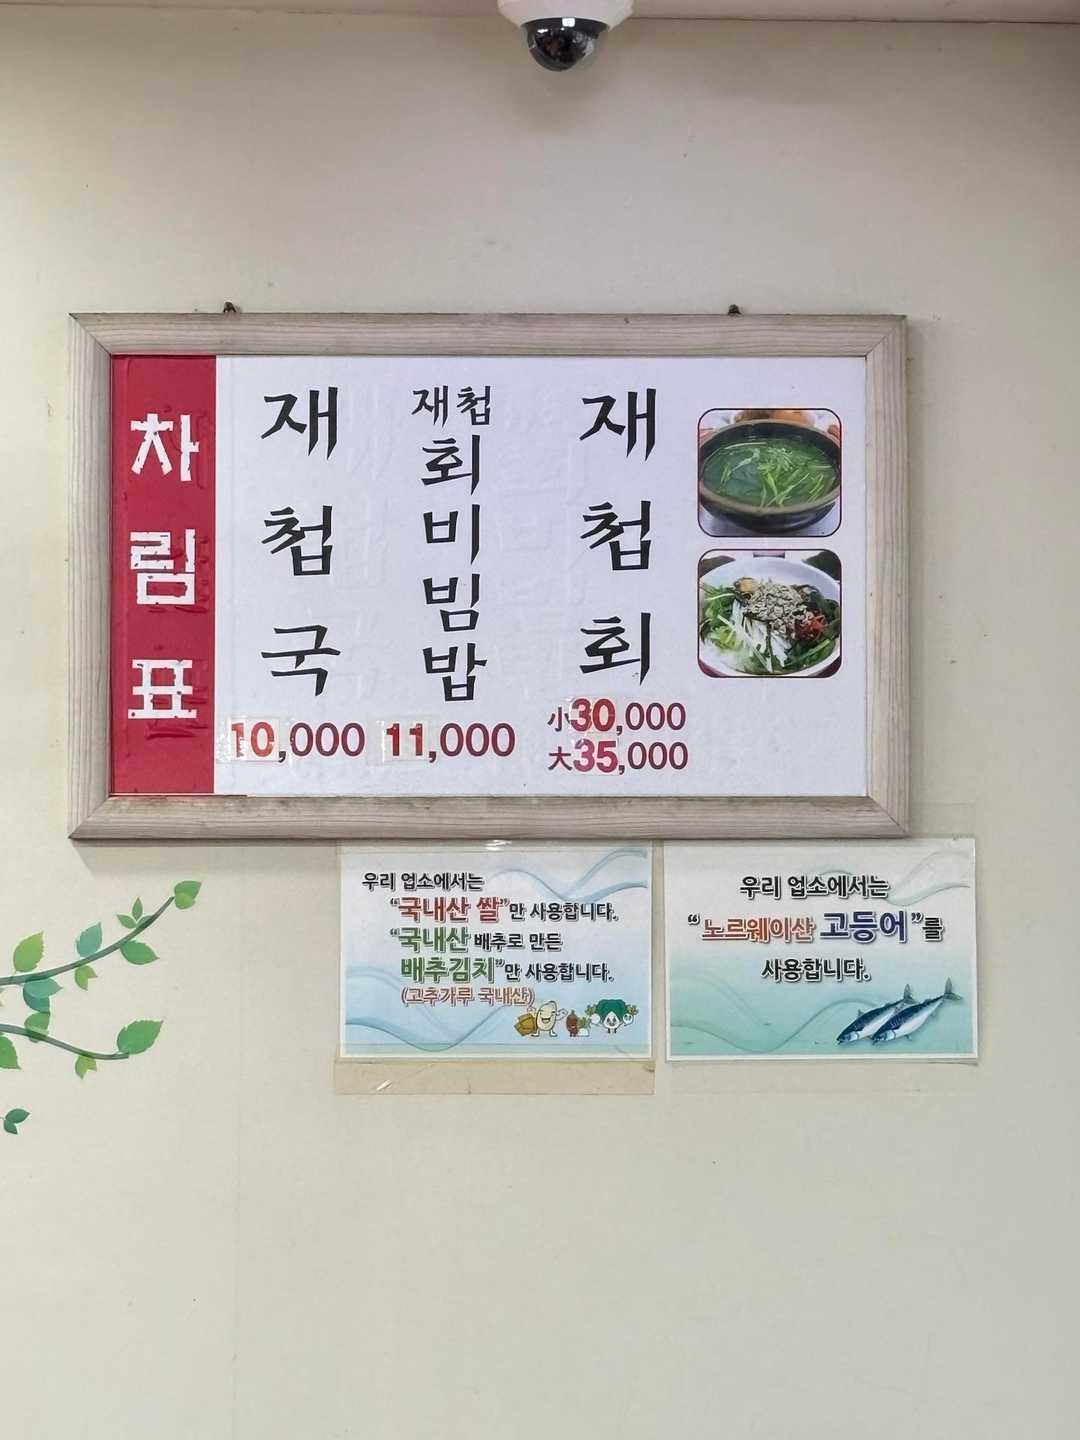 차림표
재첩국
10,000
재첩
회비빔밥
11,000
재첩회
小30,000
大35,000
우리 업소에서는
“국내산 쌀”만 사용합니다.
“국내산 배추로 만든
배추김치”만 사용합니다.
(고추가루 국내산)
우리 업소에서는
“노르웨이산 고등어”를
사용합니다.